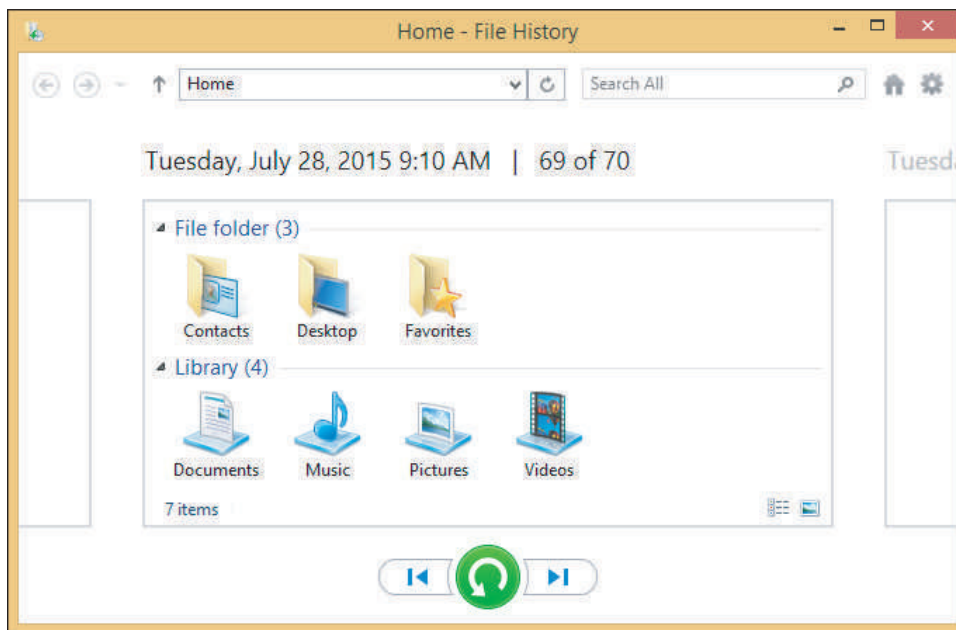 Home - File History
Home
Search All
Tuesday, July 28, 2015 9:10 AM | 69 of 70
File folder (3)
Contacts Desktop Favorites
Library (4)
Documents Music Pictures Videos
7 items